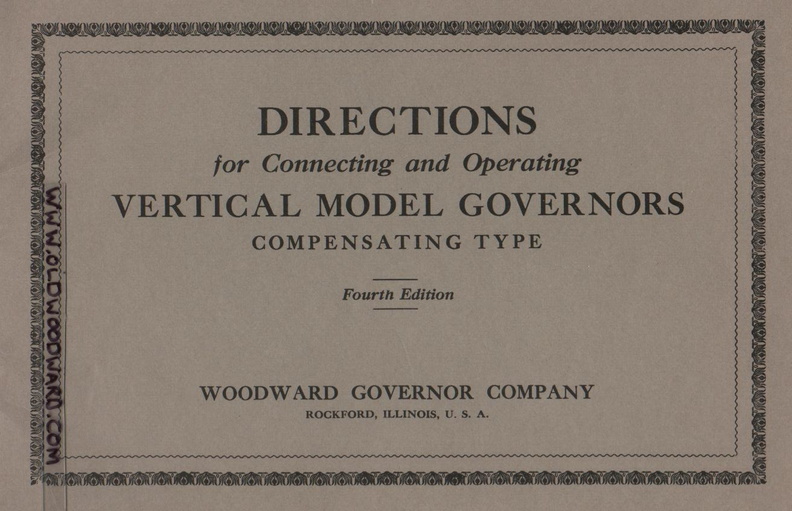 DIRECTIONS
for Connecting and Operating
VERTICAL MODEL GOVERNORS
COMPENSATING TYPE
Fourth Edition
WOODWARD GOVERNOR COMPANY
ROCKFORD, ILLINOIS, U. S. A.
WWW.OLDWOODWARD.COM